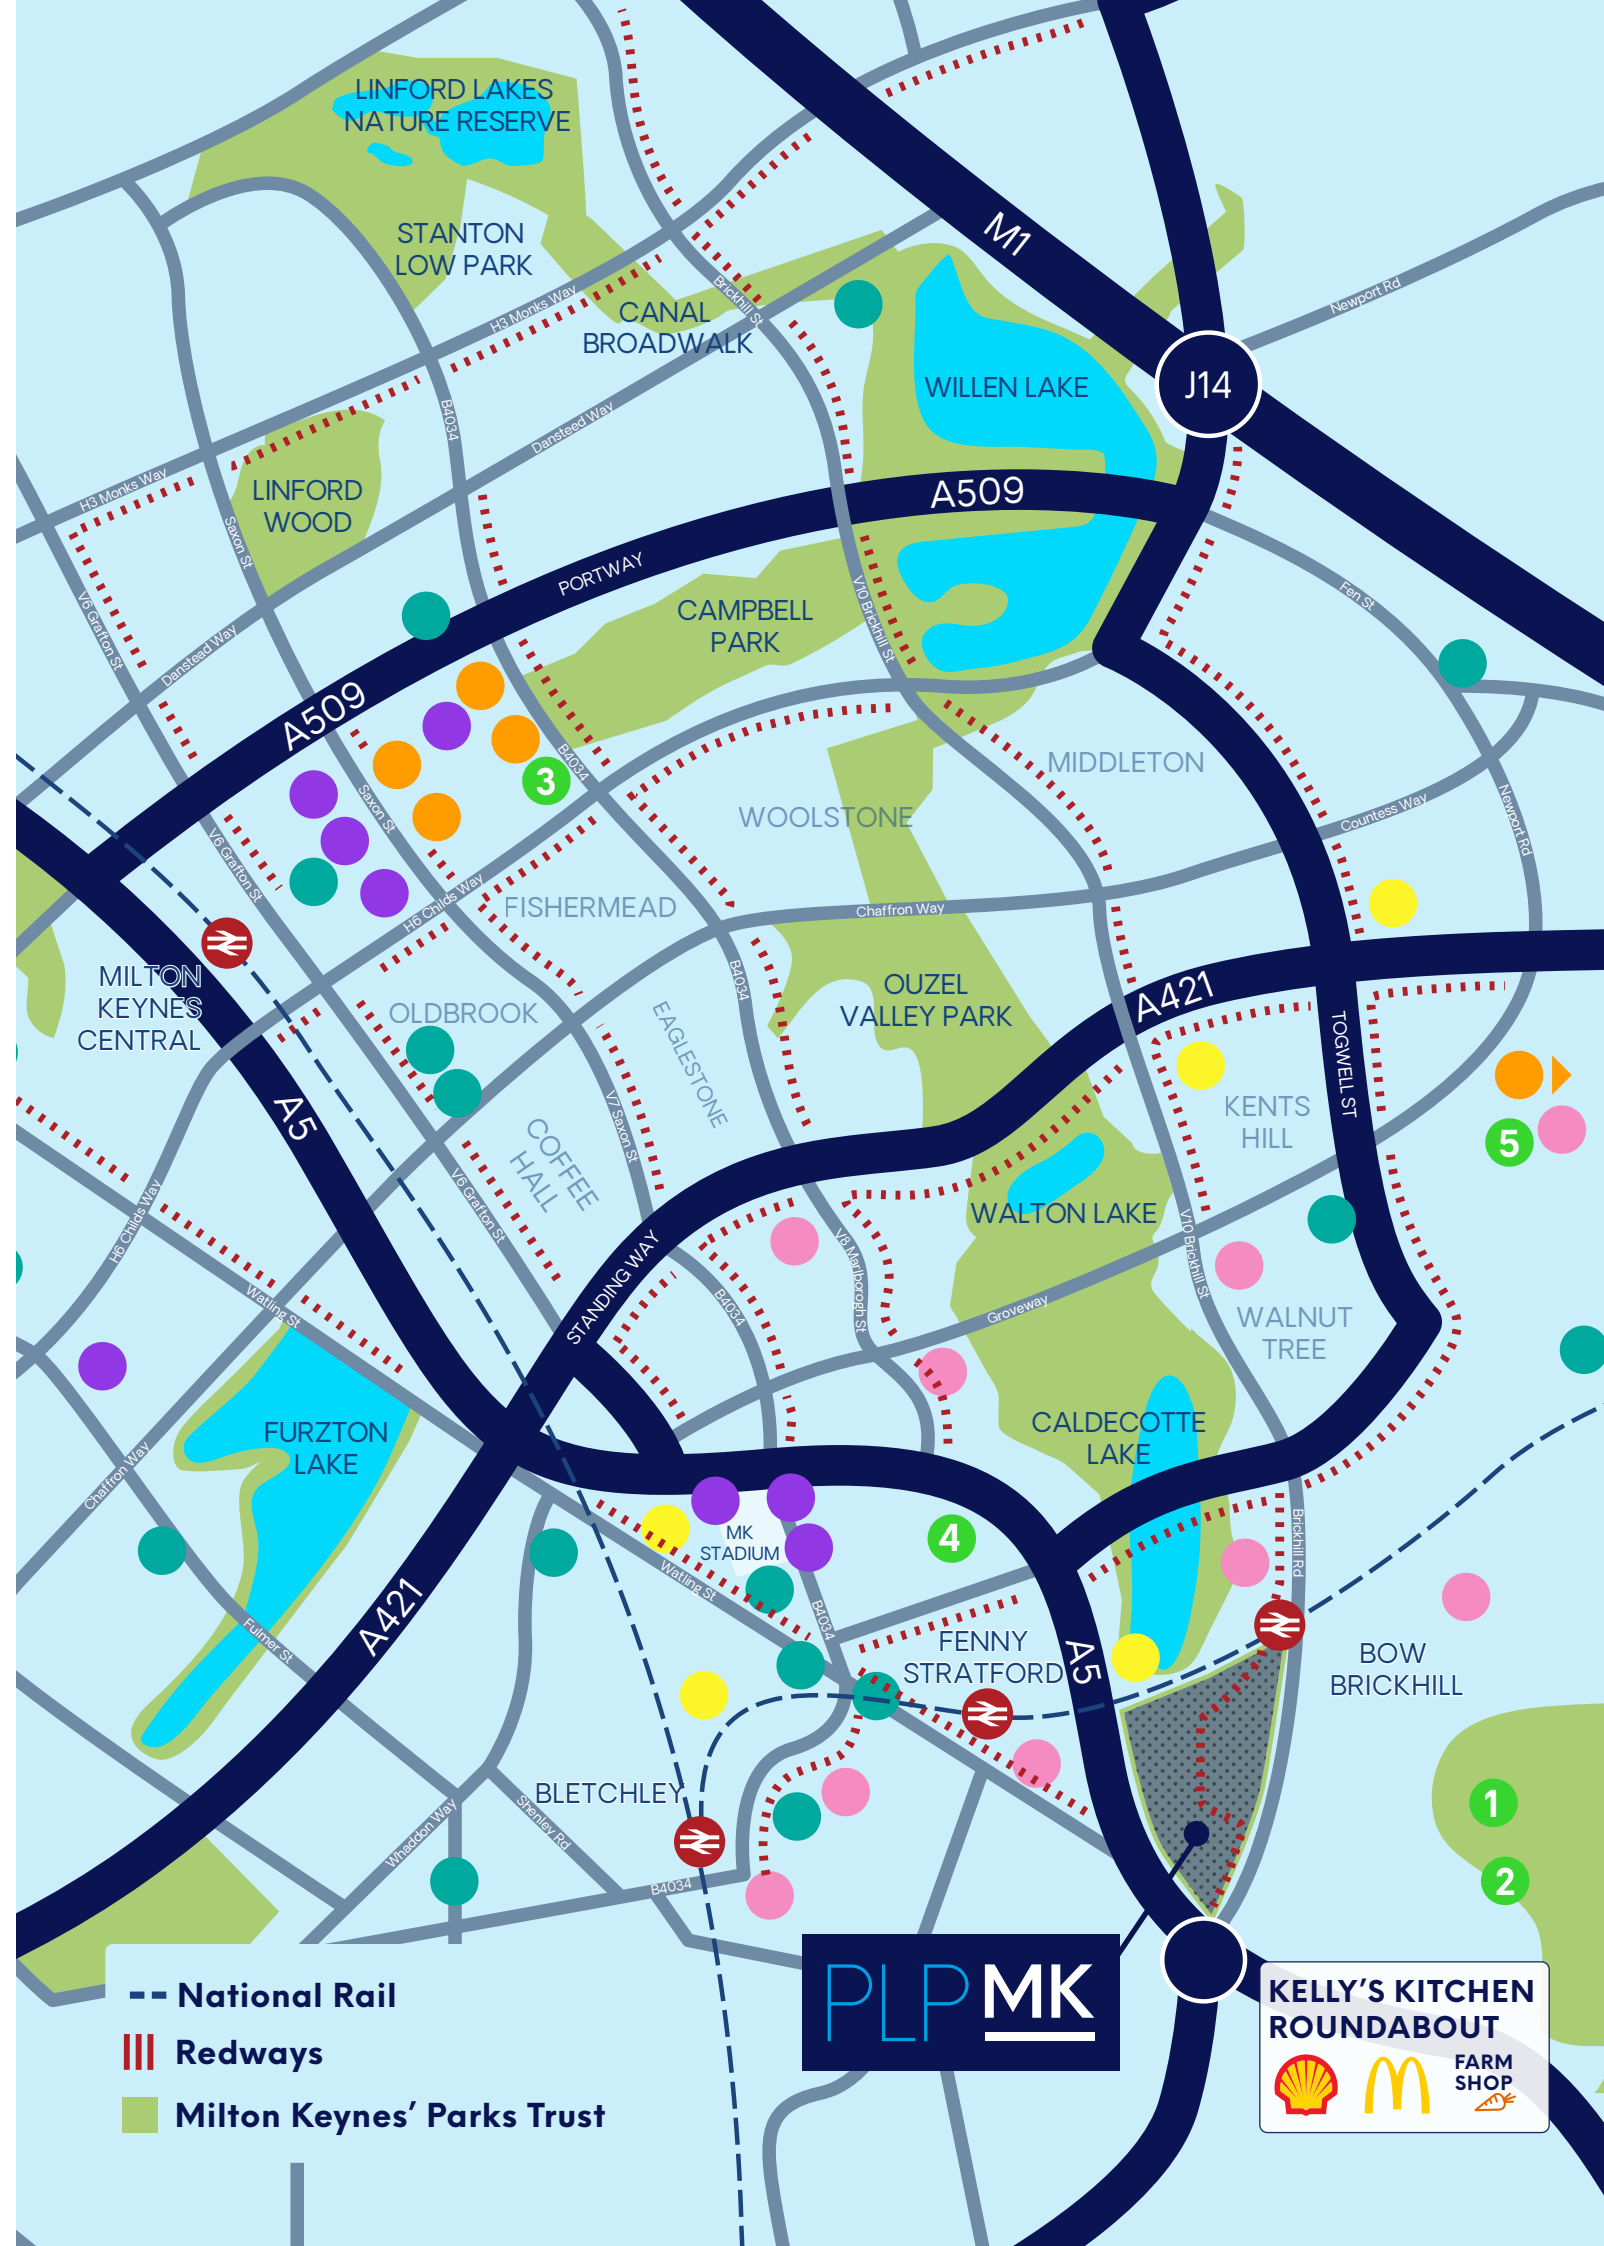 LINFORD LAKES
NATURE RESERVE
STANTON
LOW PARK
M1
Newport Rd
H3 Monks Way
Brickhill St
CANAL
BROADWALK
WILLEN LAKE
J14
B4034
Dansteed Way
H3 Monks Way
LINFORD
WOOD
A509
Saxon St
PORTWAY
V6 Grafton St
CAMPBELL
PARK
V10 Brickhill St
Fen St
Danstead Way
A509
B4034
3
MIDDLETON
Saxon St
WOOLSTONE
Countess Way
Newport Rd
V6 Grafton St
H6 Childs Way
FISHERMEAD
Chaffron Way
MILTON
KEYNES
CENTRAL
OLDBROOK
B4034
OUZEL
VALLEY PARK
A421
TOGWELL ST
EAGLESTONE
A5
V7 Saxon St
COFFEE
HALL
KENTS
HILL
5
H6 Childs Way
V6 Grafton St
WALTON LAKE
V10 Brickhill St
STANDING WAY
V8 Marlborogh St
Watling St
B4034
Groveway
WALNUT
TREE
FURZTON
LAKE
CALDECOTTE
LAKE
Chaffron Way
MK
STADIUM
4
Brickhill Rd
Watling St
A421
Fulmer St
B4034
FENNY
STRATFORD
A5
BOW
BRICKHILL
BLETCHLEY
Whaddon Way
Shenley Rd
B4034
1
2
PLP MK
KELLY'S KITCHEN
ROUNDABOUT
FARM
SHOP
National Rail
Redways
Milton Keynes' Parks Trust